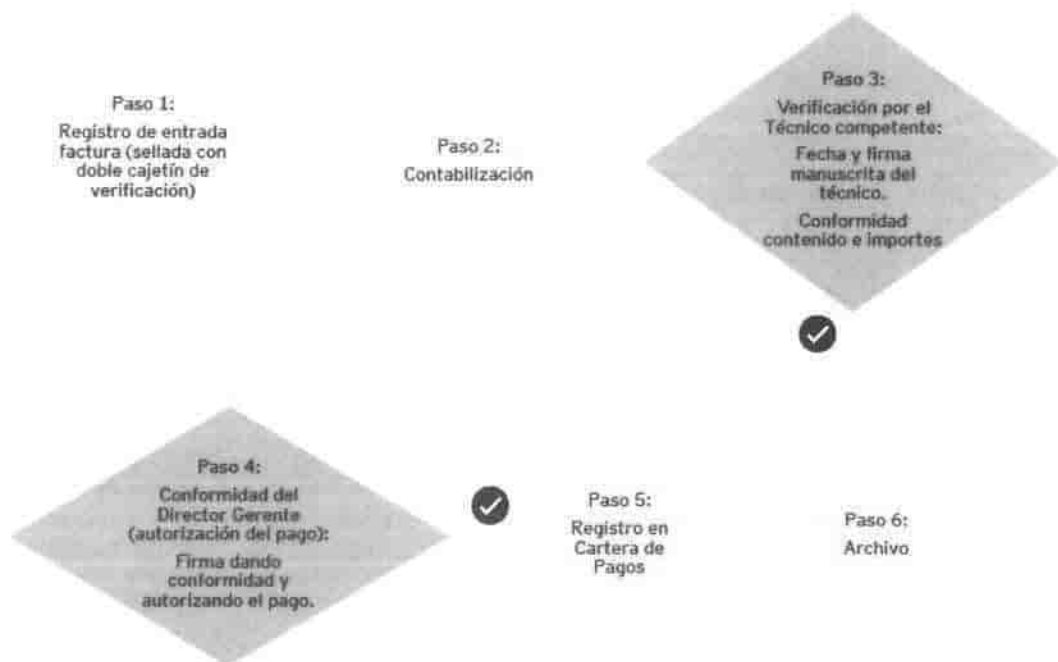 Paso 1:
Registro de entrada
factura (sellada con
doble cajetín de
verificación)
Paso 2:
Contabilización
Paso 3:
Verificación por el
Técnico competente:
Fecha y firma
manuscrita del
técnico.
Conformidad
contenido e importes
Paso 4:
Conformidad del
Director Gerente
(autorización del pago):
Firma dando
conformidad y
autorizando el pago.
Paso 5:
Registro en
Cartera de
Pagos
Paso 6:
Archivo